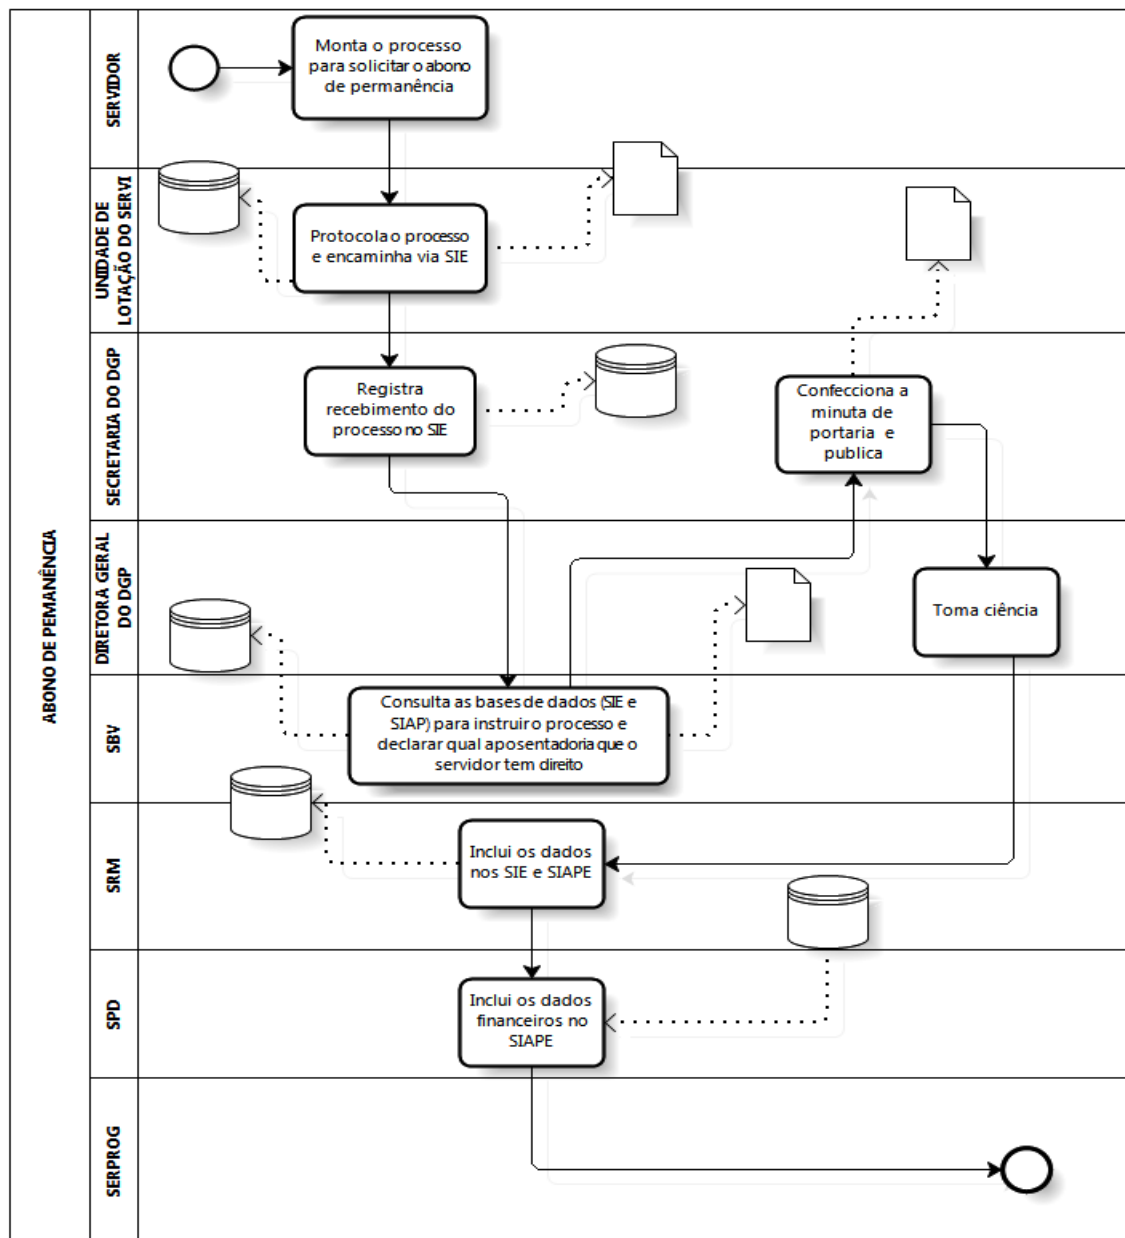 ABONO DE PEMANÊNCIA
SERVIDOR
Monta o processo
para solicitar o abono
de permanência
UNIDADE DE
LOTAÇÃO DO SERVI
Protocola o processo
e encaminha via SIE
SECRETARIA DO DGP
Registra
recebimento do
processo no SIE
Confecciona a
minuta de
portaria e
publica
DIRETORA GERAL
DO DGP
Toma ciência
SBV
Consulta as bases de dados (SIE e
SIAP) para instruir o processo e
declarar qual aposentadoria que o
servidor tem direito
SRM
Inclui os dados
nos SIE e SIAPE
SPD
Inclui os dados
financeiros no
SIAPE
SERPROG